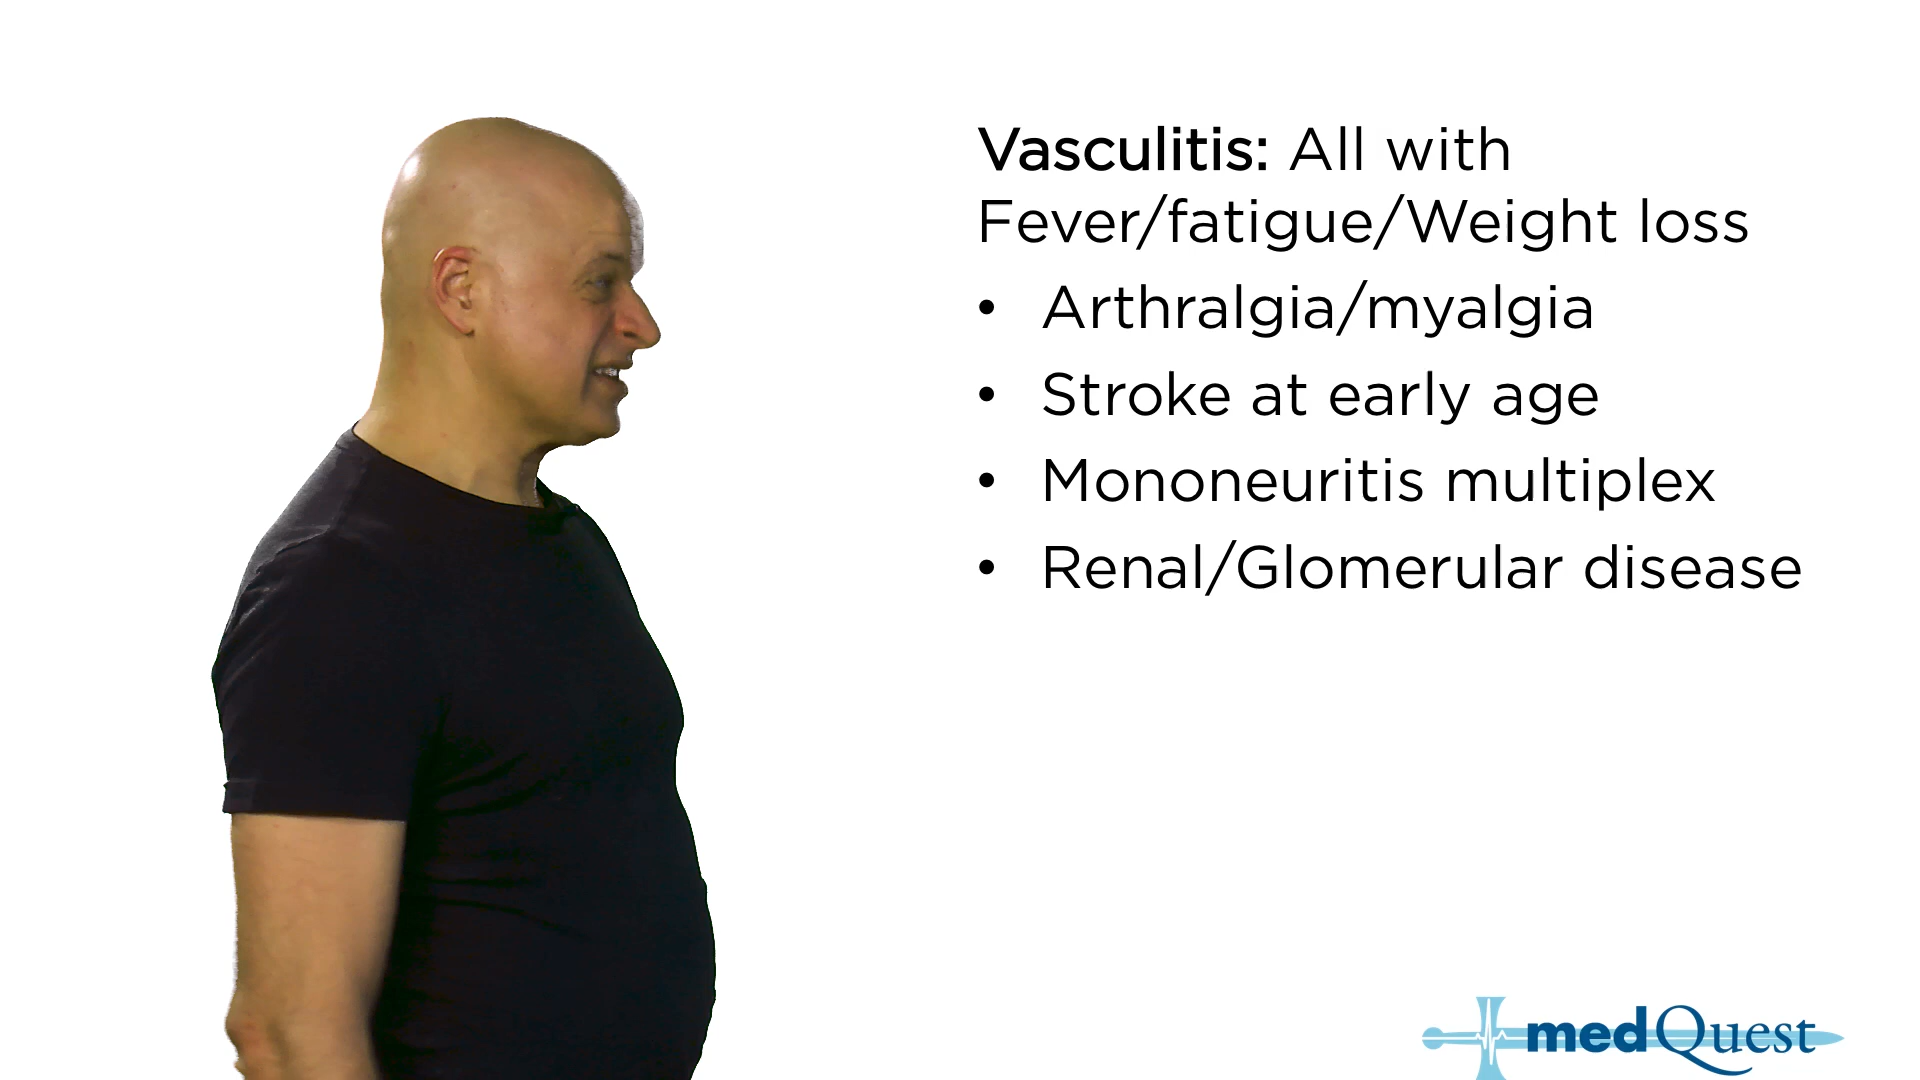 Vasculitis: All with
Fever/fatigue/Weight loss
• Arthralgia/myalgia
• Stroke at early age
• Mononeuritis multiplex
• Renal/Glomerular disease
medQuest